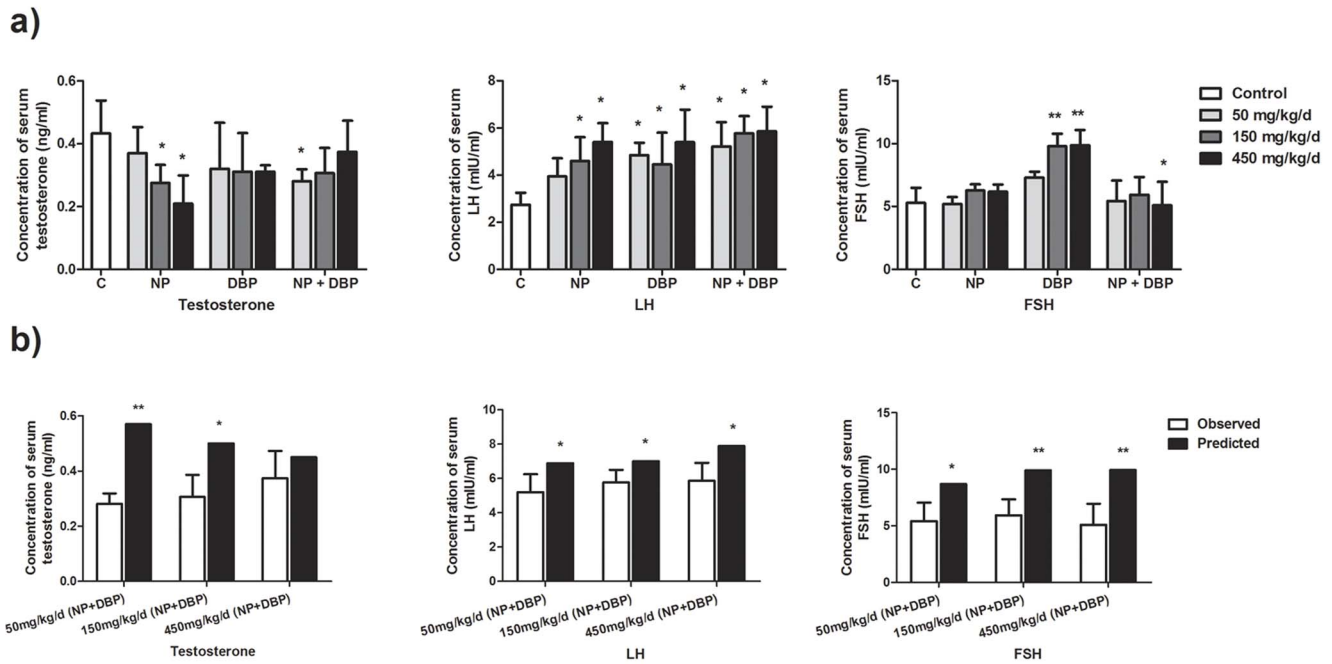 a)
Concentration of serum
testosterone (ng/ml)
0.6
0.4
0.2
0.0
*
*
*
C NP DBP NP + DBP
Testosterone
Concentration of serum
LH (mIU/ml)
8
6
4
2
0
*
*
*
*
*
*
*
*
C NP DBP NP + DBP
LH
Concentration of serum
FSH (mIU/ml)
15
10
5
0
**
**
*
C NP DBP NP + DBP
FSH
Control
50 mg/kg/d
150 mg/kg/d
450 mg/kg/d
b)
Concentration of serum
testosterone (ng/ml)
0.6
0.4
0.2
0.0
**
*
50mg/kg/d (NP+DBP)
150mg/kg/d (NP+DBP)
450mg/kg/d (NP+DBP)
Testosterone
Concentration of serum
LH (mIU/ml)
10
8
6
4
2
0
*
*
*
50mg/kg/d (NP+DBP)
150mg/kg/d (NP+DBP)
450mg/kg/d (NP+DBP)
LH
Concentration of serum
FSH (mIU/ml)
15
10
5
0
*
**
**
50mg/kg/d (NP+DBP)
150mg/kg/d (NP+DBP)
450mg/kg/d (NP+DBP)
FSH
Observed
Predicted